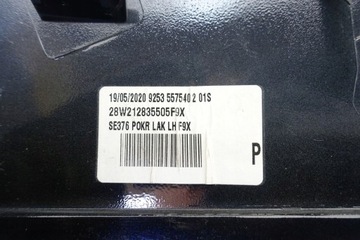 19/05/2020 9253 5575402 01S
28W212835505F9X
SE376 POKR LAK LH F9X
P